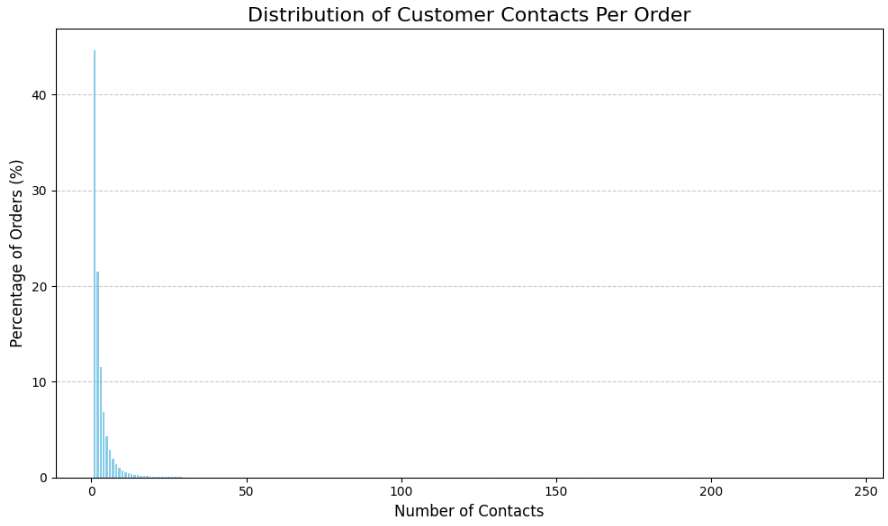 Distribution of Customer Contacts Per Order
Percentage of Orders (%)
40
30
20
10
0
0 50 100 150 200 250
Number of Contacts